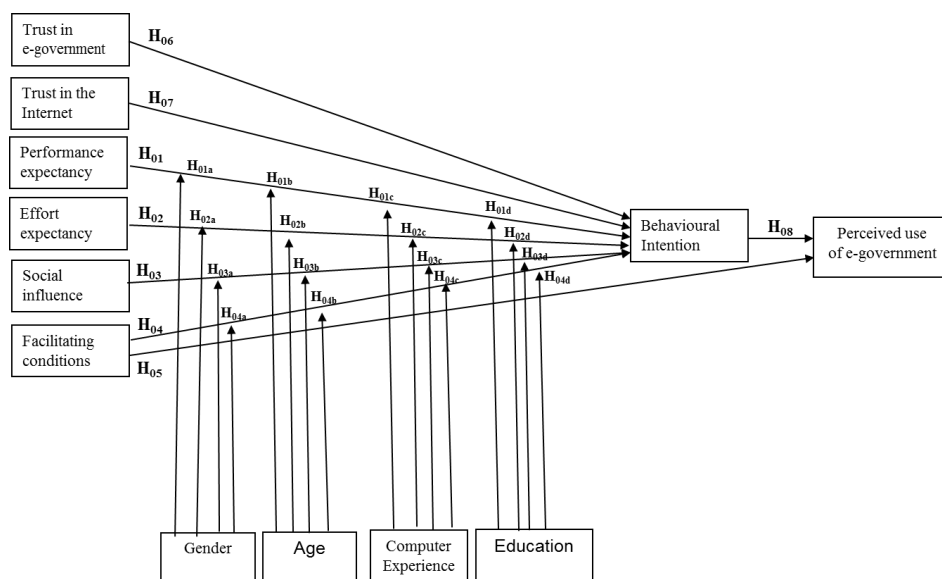 Trust in
e-government
H06
Trust in the
Internet
H07
Performance
expectancy
H01
H01a
H01b
H01c
H01d
Effort
expectancy
H02
H02a
H02b
H02c
H02d
Social
influence
H03
H03a
H03b
H03c
H03d
Facilitating
conditions
H04
H04a
H04b
H04c
H04d
H05
Behavioural
Intention
H08
Perceived use
of e-government
Gender
Age
Computer
Experience
Education